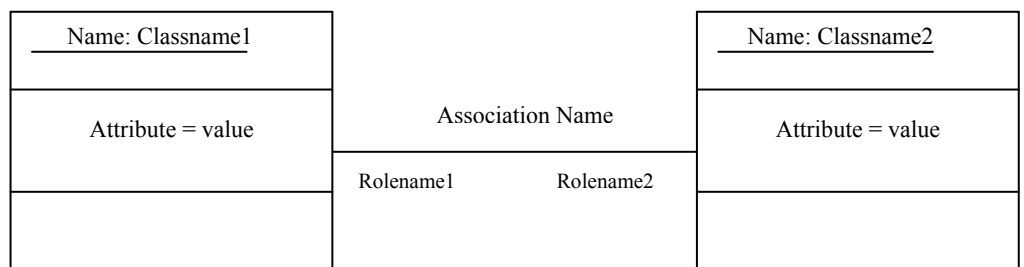 Name: Classname1
Name: Classname2
Association Name
Attribute = value
Attribute = value
Rolename1
Rolename2